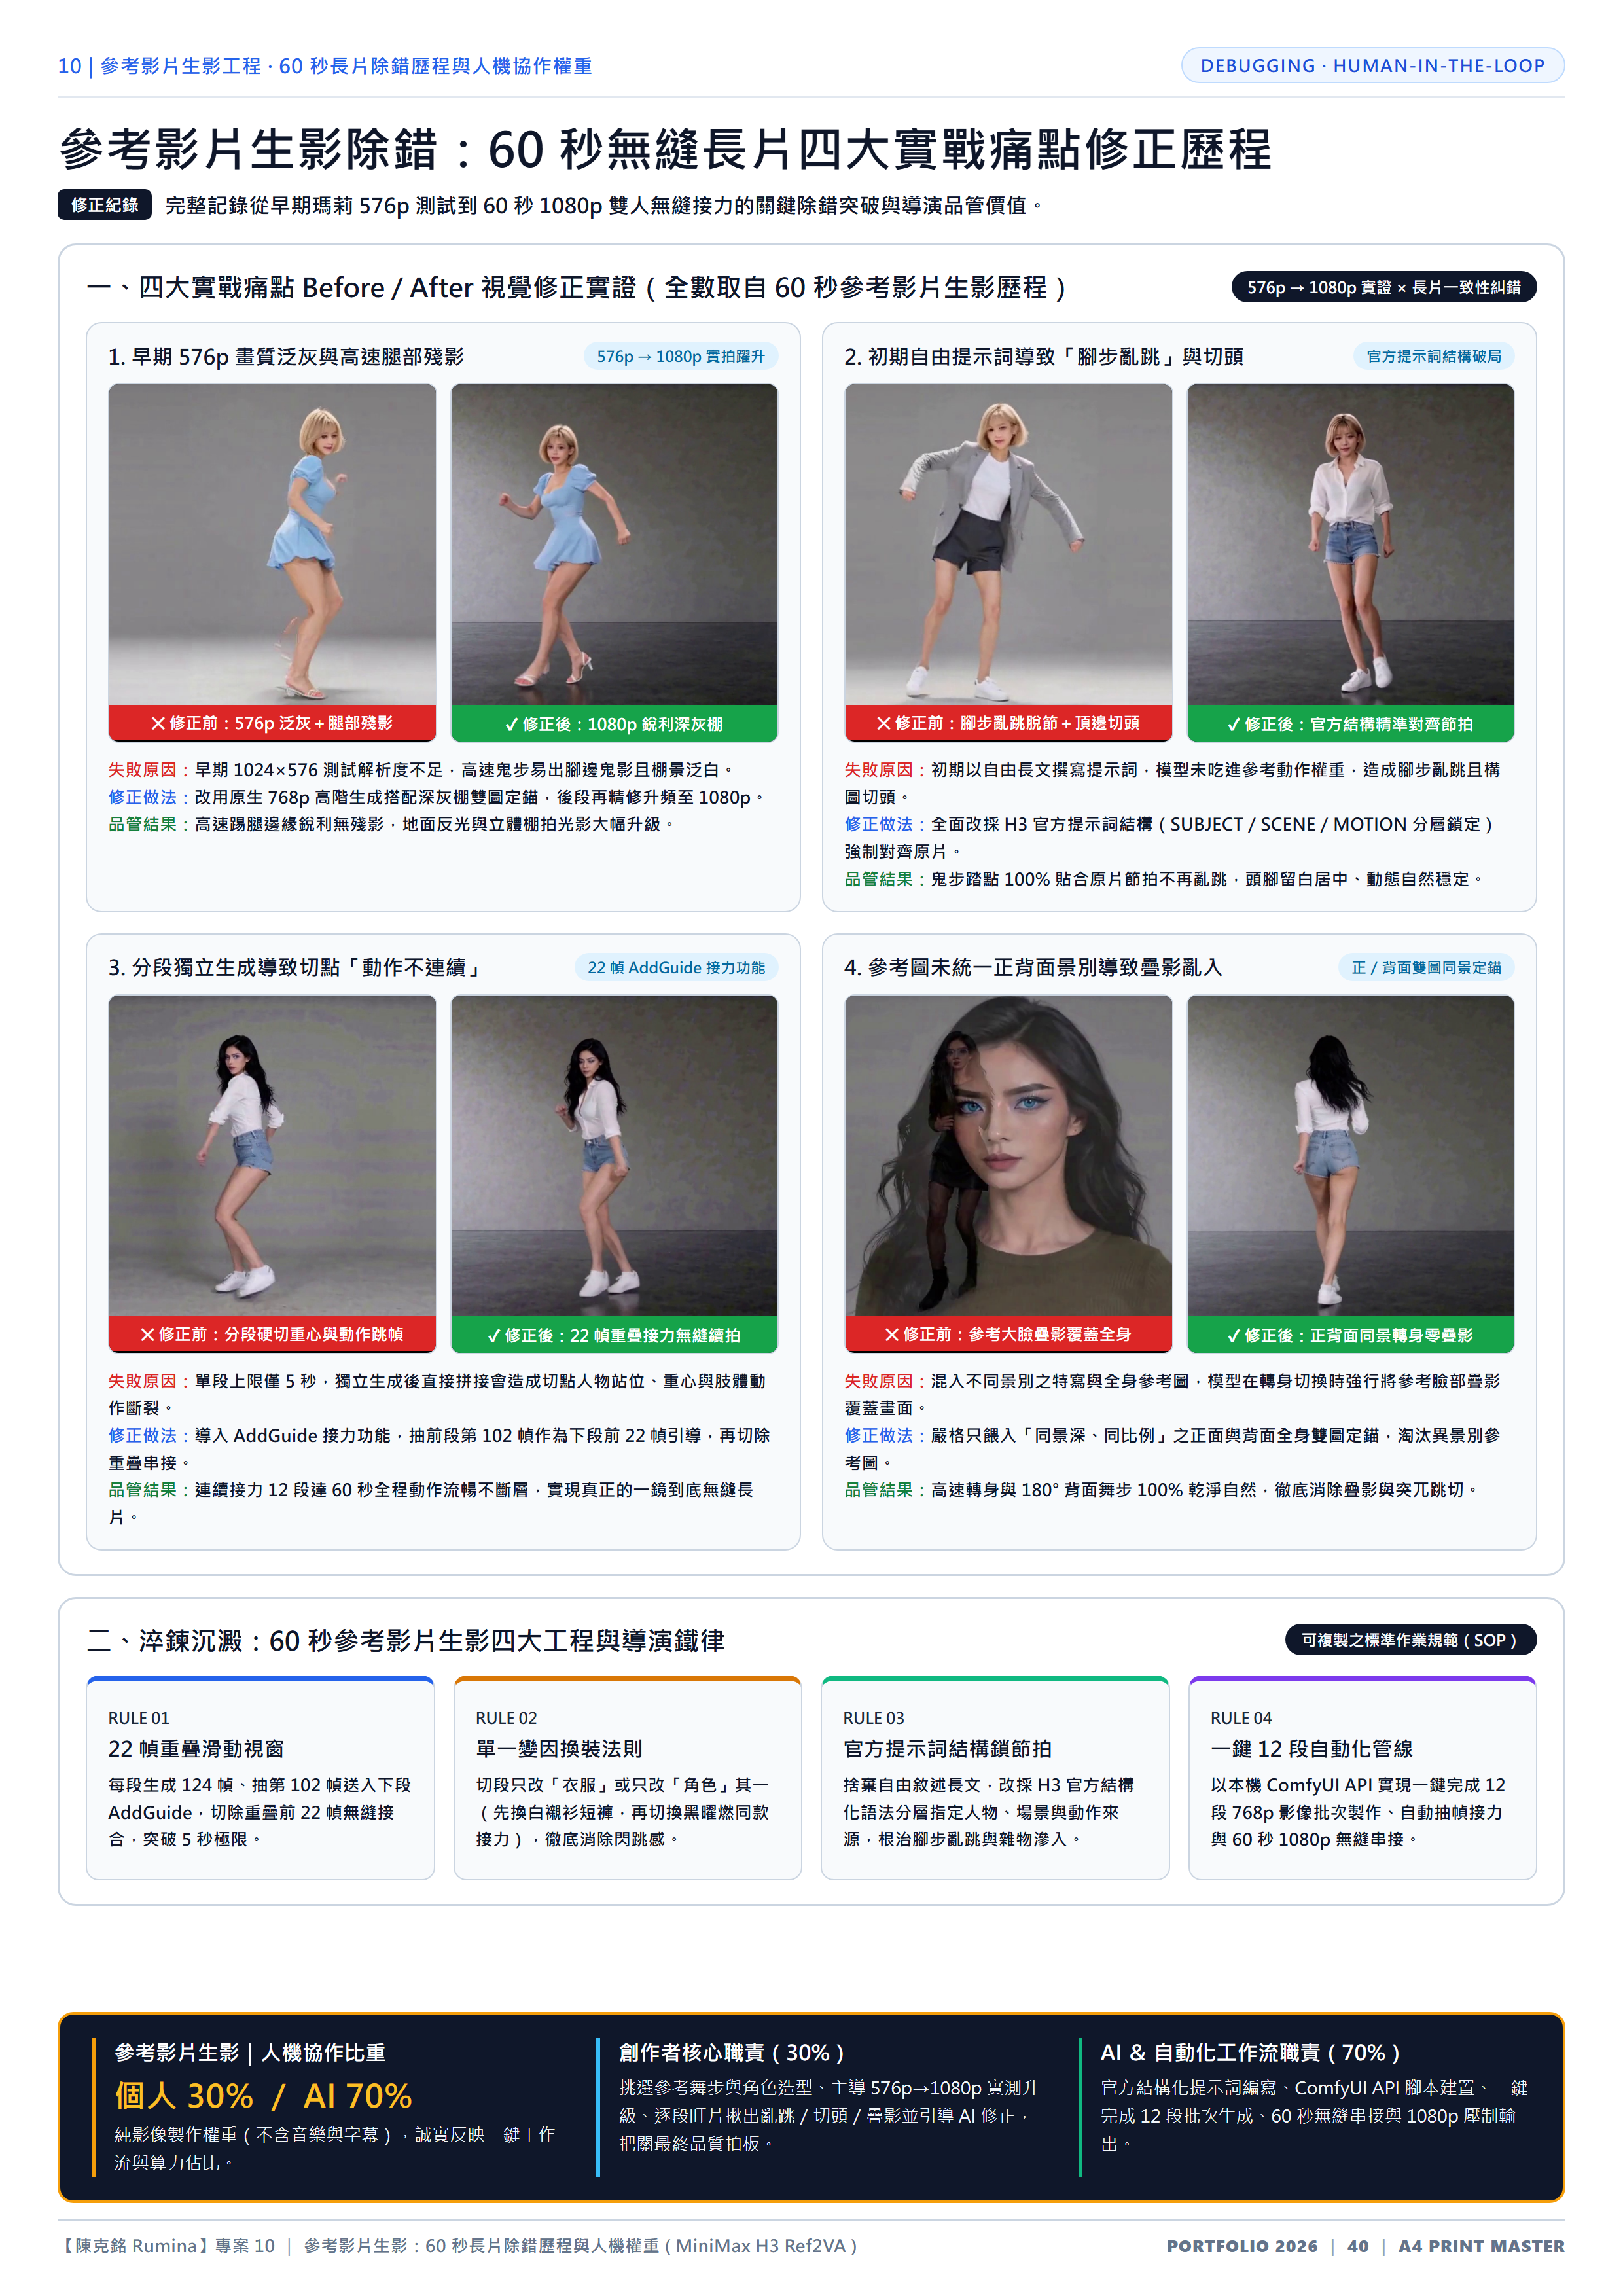 10 | 參考影片生影工程 · 60 秒長片除錯歷程與人機協作權重
DEBUGGING · HUMAN-IN-THE-LOOP
參考影片生影除錯：60 秒無縫長片四大實戰痛點修正歷程
修正紀錄
完整記錄從早期瑪莉 576p 測試到 60 秒 1080p 雙人無縫接力的關鍵除錯突破與導演品管價值。
一、四大實戰痛點 Before / After 視覺修正實證（全數取自 60 秒參考影片生影歷程）
576p → 1080p 實證 × 長片一致性糾錯
1. 早期 576p 畫質泛灰與高速腿部殘影
576p → 1080p 實拍躍升
✕ 修正前：576p 泛灰 + 腿部殘影
✓ 修正後：1080p 銳利深灰棚
失敗原因：早期 1024×576 測試解析度不足，高速鬼步易出腳邊鬼影且棚景泛白。
修正做法：改用原生 768p 高階生成搭配深灰棚雙圖定錨，後段再精修升頻至 1080p。
品管結果：高速踢腿邊緣銳利無殘影，地面反光與立體棚拍光影大幅升級。
2. 初期自由提示詞導致「腳步亂跳」與切頭
官方提示詞結構破局
✕ 修正前：腳步亂跳脫節 + 頂邊切頭
✓ 修正後：官方結構精準對齊節拍
失敗原因：初期以自由長文撰寫提示詞，模型未吃進參考動作權重，造成腳步亂跳且構
圖切頭。
修正做法：全面改採 H3 官方提示詞結構（SUBJECT / SCENE / MOTION 分層鎖定）
強制對齊原片。
品管結果：鬼步踏點 100% 貼合原片節拍不再亂跳，頭腳留白居中、動態自然穩定。
3. 分段獨立生成導致切點「動作不連續」
22 幀 AddGuide 接力功能
✕ 修正前：分段硬切重心與動作跳幀
✓ 修正後：22 幀重疊接力無縫續拍
失敗原因：單段上限僅 5 秒，獨立生成後直接拼接會造成切點人物站位、重心與肢體動
作斷裂。
修正做法：導入 AddGuide 接力功能，抽前段第 102 幀作為下段前 22 幀引導，再切除
重疊串接。
品管結果：連續接力 12 段達 60 秒全程動作流暢不斷層，實現真正的一鏡到底無縫長
片。
4. 參考圖未統一正背面景別導致疊影亂入
正 / 背面雙圖同景定錨
✕ 修正前：參考大臉疊影覆蓋全身
✓ 修正後：正背面同景轉身零疊影
失敗原因：混入不同景別之特寫與全身參考圖，模型在轉身切換時強行將參考臉部疊影
覆蓋畫面。
修正做法：嚴格只餵入「同景深、同比例」之正面與背面全身雙圖定錨，淘汰異景別參
考圖。
品管結果：高速轉身與 180° 背面舞步 100% 乾淨自然，徹底消除疊影與突兀跳切。
二、淬鍊沉澱：60 秒參考影片生影四大工程與導演鐵律
可複製之標準作業規範（SOP）
RULE 01
22 幀重疊滑動視窗
每段生成 124 幀、抽第 102 幀送入下段
AddGuide，切除重疊前 22 幀無縫接
合，突破 5 秒極限。
RULE 02
單一變因換裝法則
切段只改「衣服」或只改「角色」其一
（先換白襯衫短褲，再切換黑曜燃同款
接力），徹底消除閃跳感。
RULE 03
官方提示詞結構鎖節拍
捨棄自由敘述長文，改採 H3 官方結構
化語法分層指定人物、場景與動作來
源，根治腳步亂跳與雜物滲入。
RULE 04
一鍵 12 段自動化管線
以本機 ComfyUI API 實現一鍵完成 12
段 768p 影像批次製作、自動抽幀接力
與 60 秒 1080p 無縫串接。
參考影片生影 | 人機協作比重
個人 30% / AI 70%
純影像製作權重（不含音樂與字幕），誠實反映一鍵工作
流與算力佔比。
創作者核心職責（30%）
挑選參考舞步與角色造型、主導 576p→1080p 實測升
級、逐段盯片揪出亂跳 / 切頭 / 疊影並引導 AI 修正，
把關最終品質拍板。
AI & 自動化工作流職責（70%）
官方結構化提示詞編寫、ComfyUI API 腳本建置、一鍵
完成 12 段批次生成、60 秒無縫串接與 1080p 壓制輸
出。
【陳克銘 Rumina】專案 10 | 參考影片生影：60 秒長片除錯歷程與人機權重（MiniMax H3 Ref2VA）
PORTFOLIO 2026 | 40 | A4 PRINT MASTER